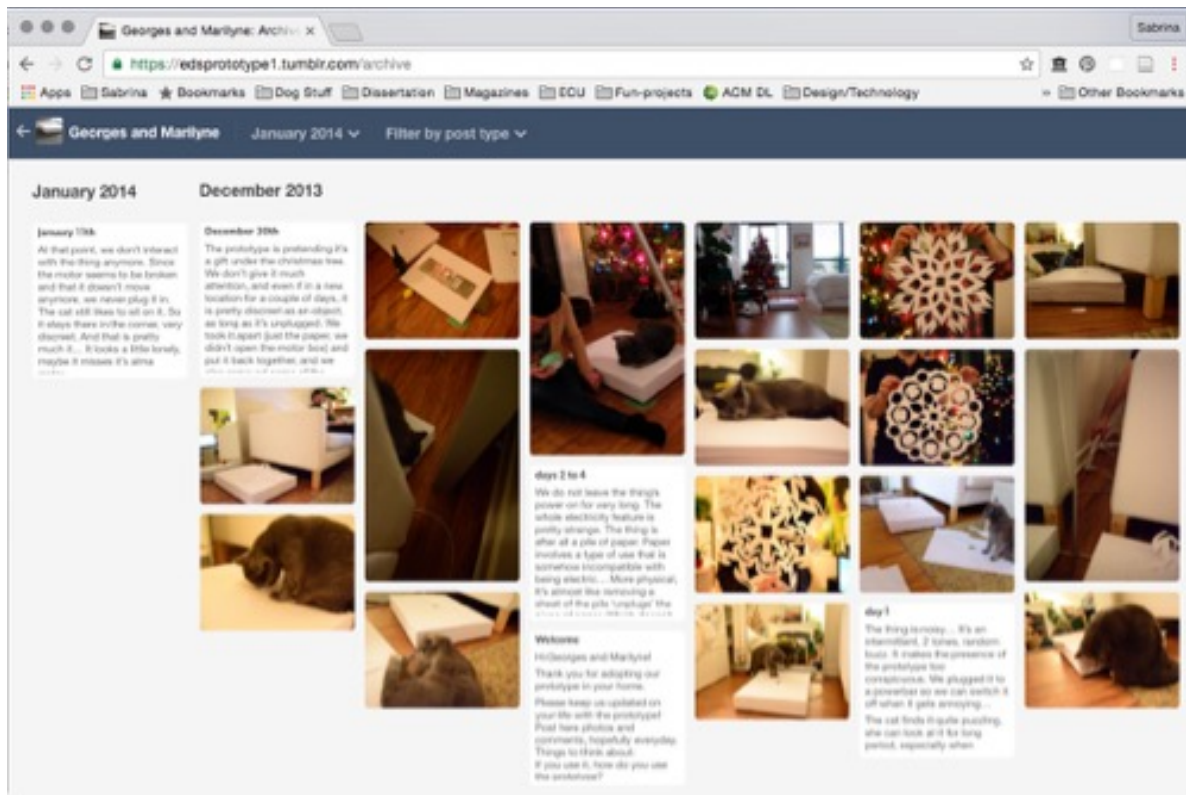 Georges and Marilyne: Archiv
Sabrina
https://edsprototype1.tumblr.com/archive
Apps Sabrina Bookmarks Dog Stuff Dissertation Magazines ECU Fun-projects ACM DL Design/Technology » Other Bookmarks
Georges and Marilyne January 2014 Filter by post type
January 2014
December 2013
January 11th
At that point, we don't interact
with the thing anymore. Since
the motor seems to be broken
and that it doesn't move
anymore, we never plug it in.
The cat still likes to sit on it. So
it stays there in the corner, very
discreet. And that is pretty
much it... It looks a little lonely,
maybe it misses it's alma
December 30th
The prototype is pretending it's
a gift under the christmas tree.
We don't give it much
attention, and even if in a new
location for a couple of days, it
is pretty discreet as an object,
as long as it's unplugged. We
took it apart (just the paper, we
didn't open the motor box) and
put it back together, and we
days 2 to 4
We do not leave the thing's
power on for very long. The
whole electricity feature is
pretty strange. The thing is
after all a pile of paper. Paper
involves a type of use that is
somehow incompatible with
being electric... More physical,
It's almost like removing a
sheet of the pile 'unplugs' the
Welcome
Hi Georges and Marilyne!
Thank you for adopting our
prototype in your home.
Please keep us updated on
your life with the prototype!
Post here photos and
comments, hopefully everyday.
Things to think about:
If you use it, how do you use
the prototype?
day 1
The thing is noisy... It's an
intermittent, 2 tones, random
buzz. It makes the presence of
the prototype too
conspicuous. We plugged it to
a powerbar so we can switch it
off when it gets annoying...
The cat finds it quite puzzling,
she can look at it for long
period, especially when